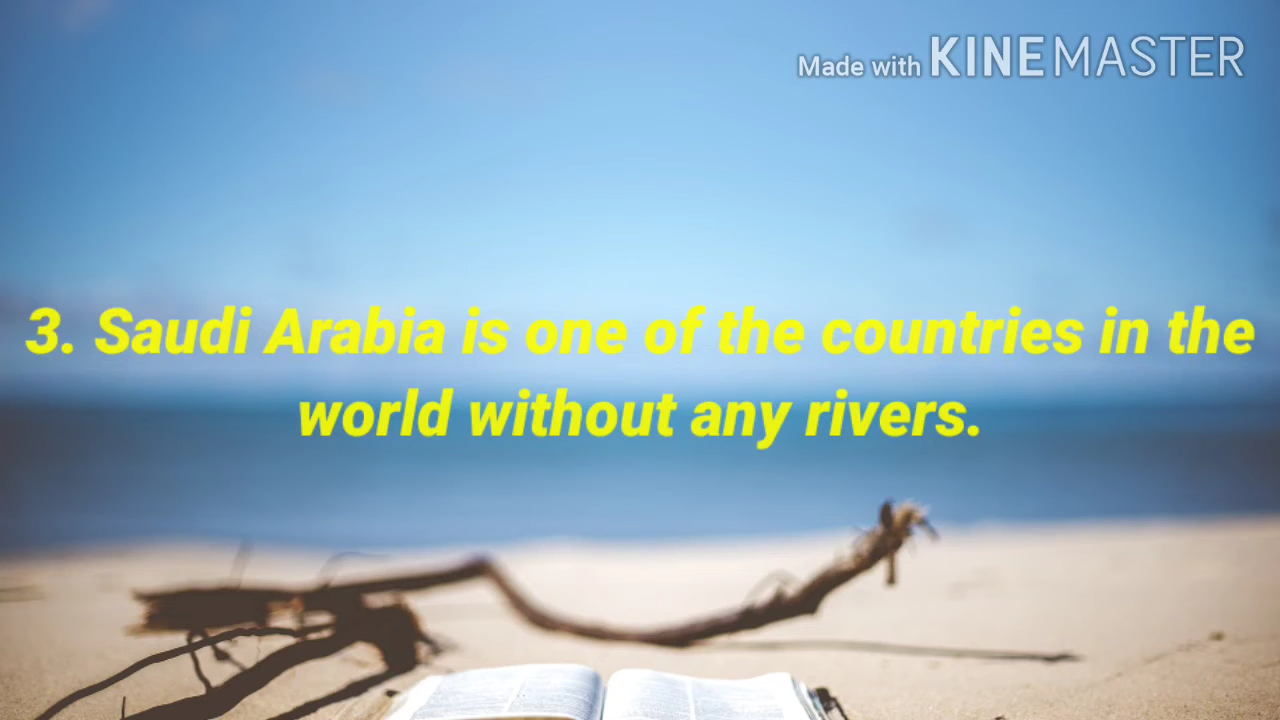 Made with KINEMASTER
3. Saudi Arabia is one of the countries in the
world without any rivers.